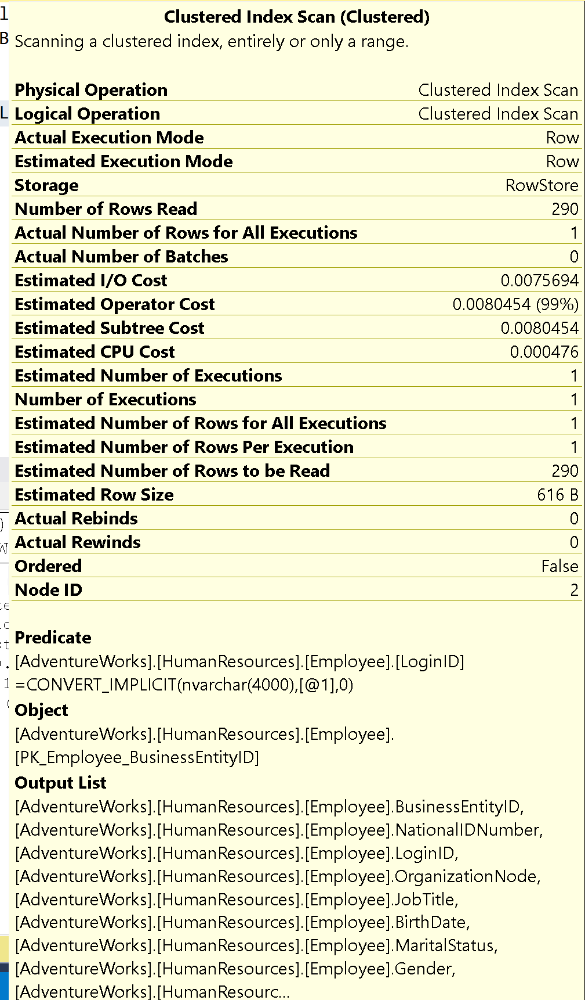 Clustered Index Scan (Clustered)
Scanning a clustered index, entirely or only a range.
Physical Operation Clustered Index Scan
Logical Operation Clustered Index Scan
Actual Execution Mode Row
Estimated Execution Mode Row
Storage RowStore
Number of Rows Read 290
Actual Number of Rows for All Executions 1
Actual Number of Batches 0
Estimated I/O Cost 0.0075694
Estimated Operator Cost 0.0080454 (99%)
Estimated Subtree Cost 0.0080454
Estimated CPU Cost 0.000476
Estimated Number of Executions 1
Number of Executions 1
Estimated Number of Rows for All Executions 1
Estimated Number of Rows Per Execution 1
Estimated Number of Rows to be Read 290
Estimated Row Size 616 B
Actual Rebinds 0
Actual Rewinds 0
Ordered False
Node ID 2
Predicate
[AdventureWorks].[HumanResources].[Employee].[LoginID]
=CONVERT_IMPLICIT(nvarchar(4000),[@1],0)
Object
[AdventureWorks].[HumanResources].[Employee].
[PK_Employee_BusinessEntityID]
Output List
[AdventureWorks].[HumanResources].[Employee].BusinessEntityID,
[AdventureWorks].[HumanResources].[Employee].NationalIDNumber,
[AdventureWorks].[HumanResources].[Employee].LoginID,
[AdventureWorks].[HumanResources].[Employee].OrganizationNode,
[AdventureWorks].[HumanResources].[Employee].JobTitle,
[AdventureWorks].[HumanResources].[Employee].BirthDate,
[AdventureWorks].[HumanResources].[Employee].MaritalStatus,
[AdventureWorks].[HumanResources].[Employee].Gender,
[AdventureWorks].[HumanResourc...